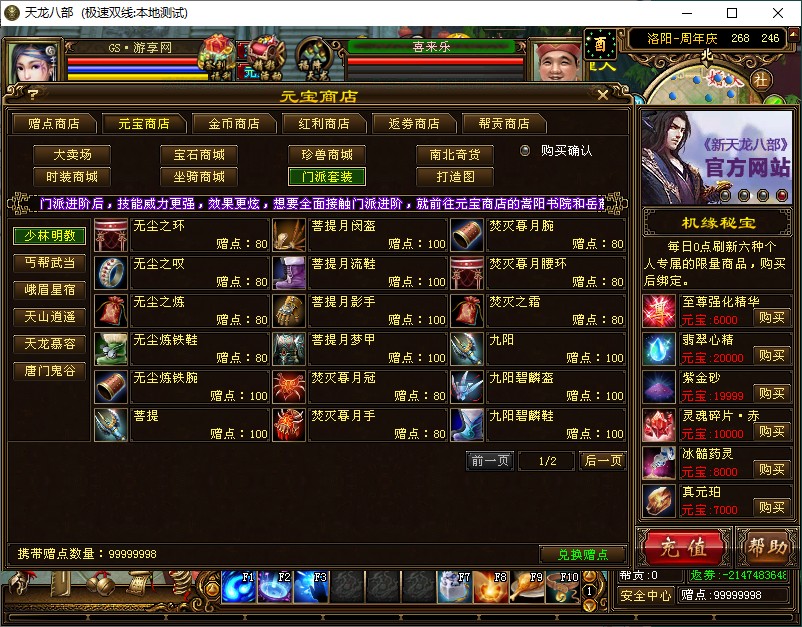 天龙八部 (极速双线:本地测试)
GS·游享网
喜来乐
洛阳-周年庆 268 246
北
酉
社
?
元宝商店
赠点商店 元宝商店 金币商店 红利商店 返券商店 帮贡商店
大卖场 宝石商城 珍兽商城 南北奇货 购买确认
时装商城 坐骑商城 门派套装 打造图
门派进阶后，技能威力更强，效果更炫，想要全面接触门派进阶，就前往元宝商店的嵩阳书院和岳
少林明教
丐帮武当
峨眉星宿
天山逍遥
天龙慕容
唐门鬼谷
无尘之环 赠点：80
菩提月闵盔 赠点：100
焚灭暮月腕 赠点：80
无尘之哎 赠点：80
菩提月流鞋 赠点：100
焚灭暮月腰环 赠点：80
无尘之炼 赠点：80
菩提月影手 赠点：100
焚灭之霜 赠点：80
无尘炼铁鞋 赠点：80
菩提月梦甲 赠点：100
九阳 赠点：100
无尘炼铁腕 赠点：100
焚灭暮月冠 赠点：80
九阳碧麟盔 赠点：100
菩提 赠点：100
焚灭暮月手 赠点：80
九阳碧麟鞋 赠点：100
前一页 1/2 后一页
携带赠点数量：99999998
兑换赠点
《新天龙八部》
官方网站
机缘秘宝
每日0点刷新六种个
人专属的限量商品，购买
后绑定。
至尊强化精华
元宝:6000 购买
翡翠心精
元宝:20000 购买
紫金砂
元宝:19999 购买
灵魂碎片·赤
元宝:10000 购买
冰髓药灵
元宝:8000 购买
真元珀
元宝:7000 购买
充值 帮助
F1 F2 F3 F7 F8 F9 F10
1
帮贡:0 返券:-2147483648
安全中心 赠点:99999998